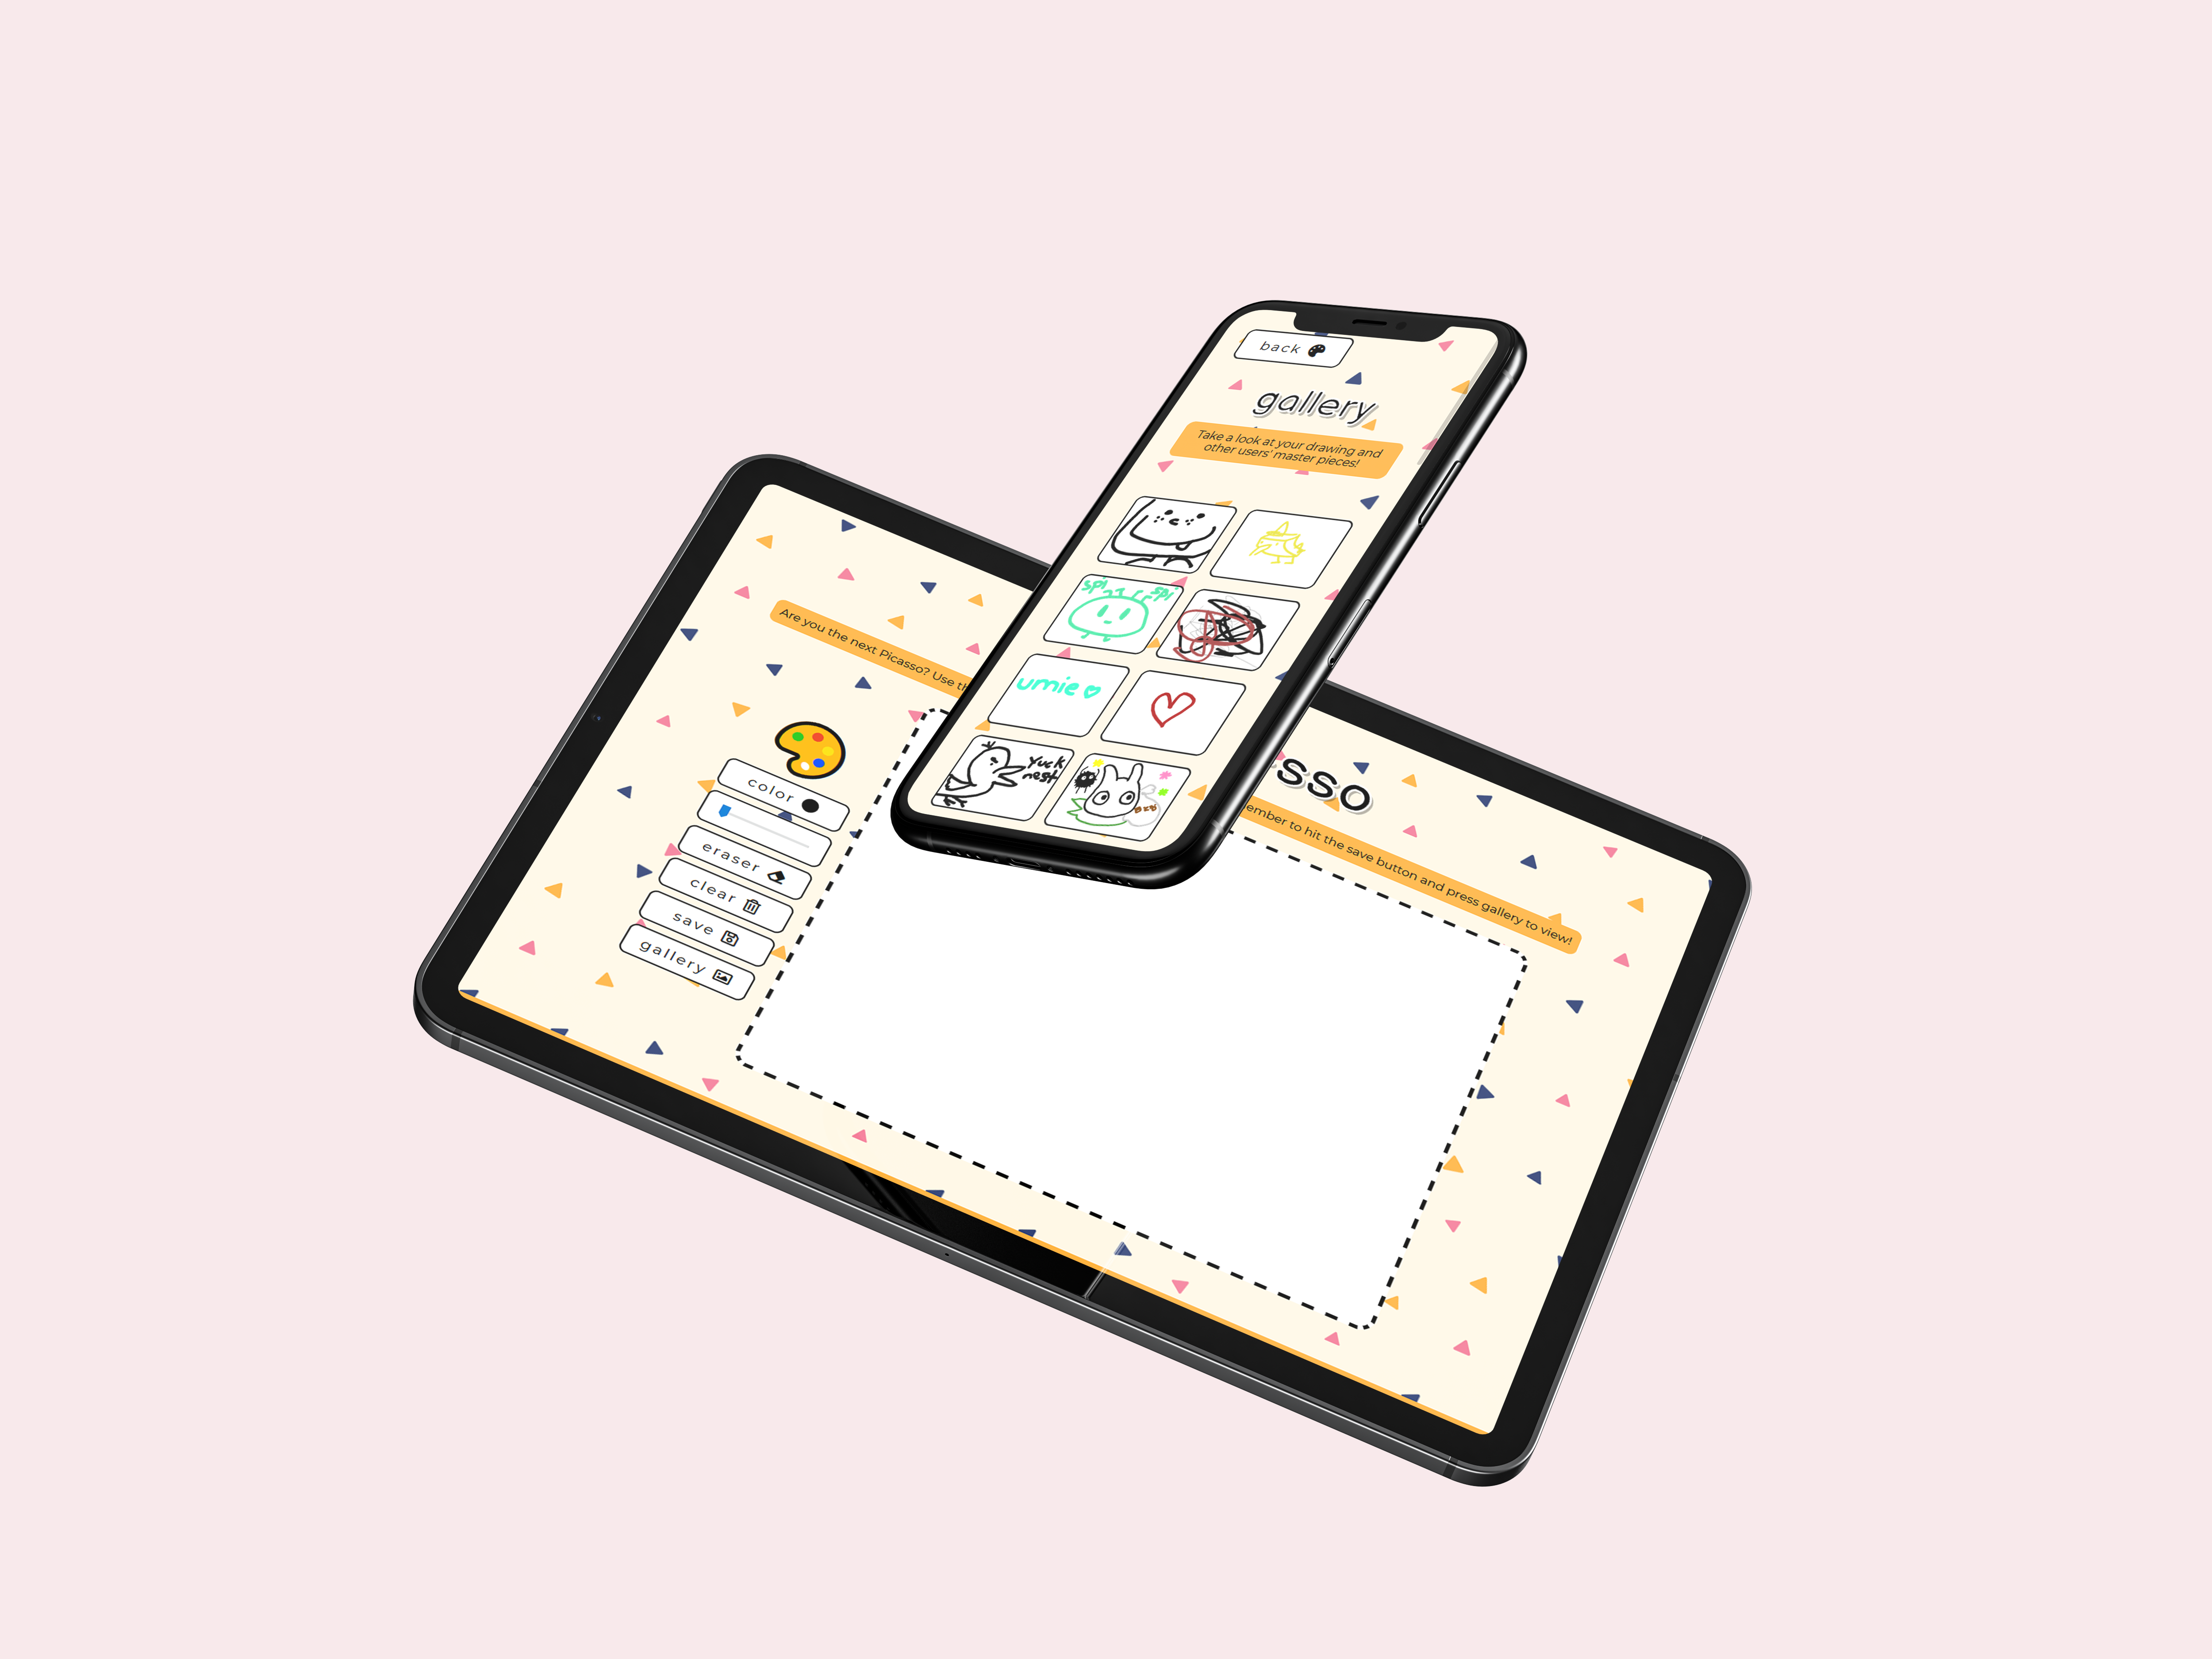 back
gallery
Take a look at your drawing and
other users' master pieces!
umie
Yuck
nest
Are you the next Picasso? Use
sso
ember to hit the save button and press gallery to view!
color
eraser
clear
save
gallery